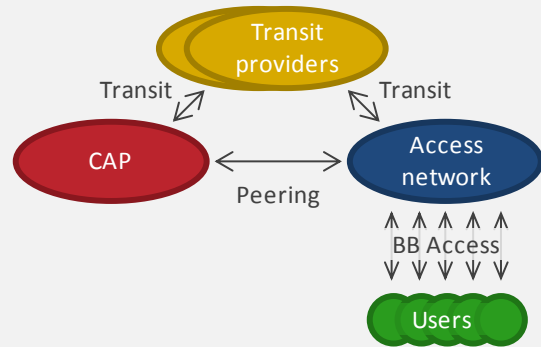 Transit
providers
Transit
Transit
CAP
Access
network
Peering
BB Access
Users